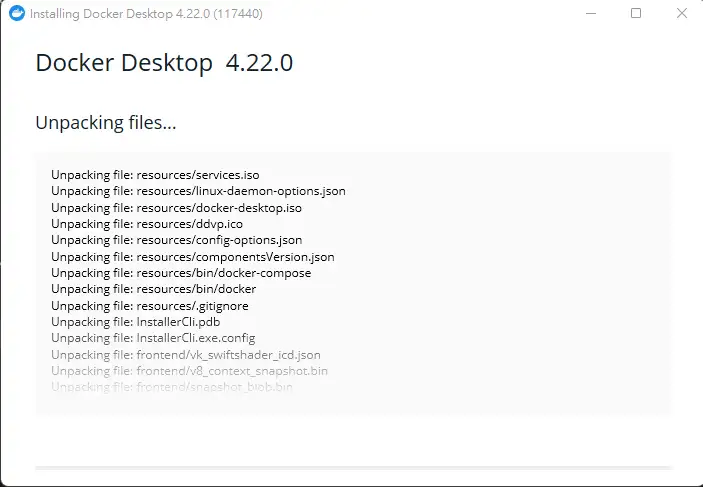 Installing Docker Desktop 4.22.0 (117440)
Docker Desktop 4.22.0
Unpacking files...
Unpacking file: resources/services.iso
Unpacking file: resources/linux-daemon-options.json
Unpacking file: resources/docker-desktop.iso
Unpacking file: resources/ddvp.ico
Unpacking file: resources/config-options.json
Unpacking file: resources/componentsVersion.json
Unpacking file: resources/bin/docker-compose
Unpacking file: resources/bin/docker
Unpacking file: resources/.gitignore
Unpacking file: InstallerCli.pdb
Unpacking file: InstallerCli.exe.config
Unpacking file: frontend/vk_swiftshader_icd.json
Unpacking file: frontend/v8_context_snapshot.bin
Unpacking file: frontend/snapshot_blob.bin